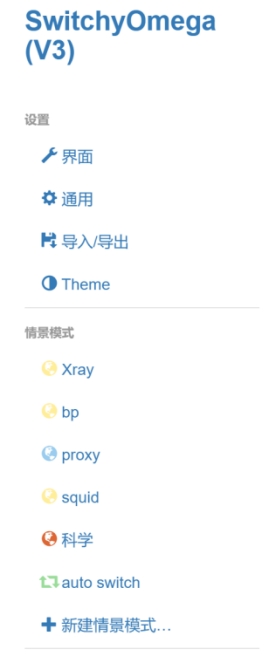 SwitchyOmega
(V3)
设置
界面
通用
导入/导出
Theme
情景模式
Xray
bp
proxy
squid
科学
auto switch
新建情景模式…